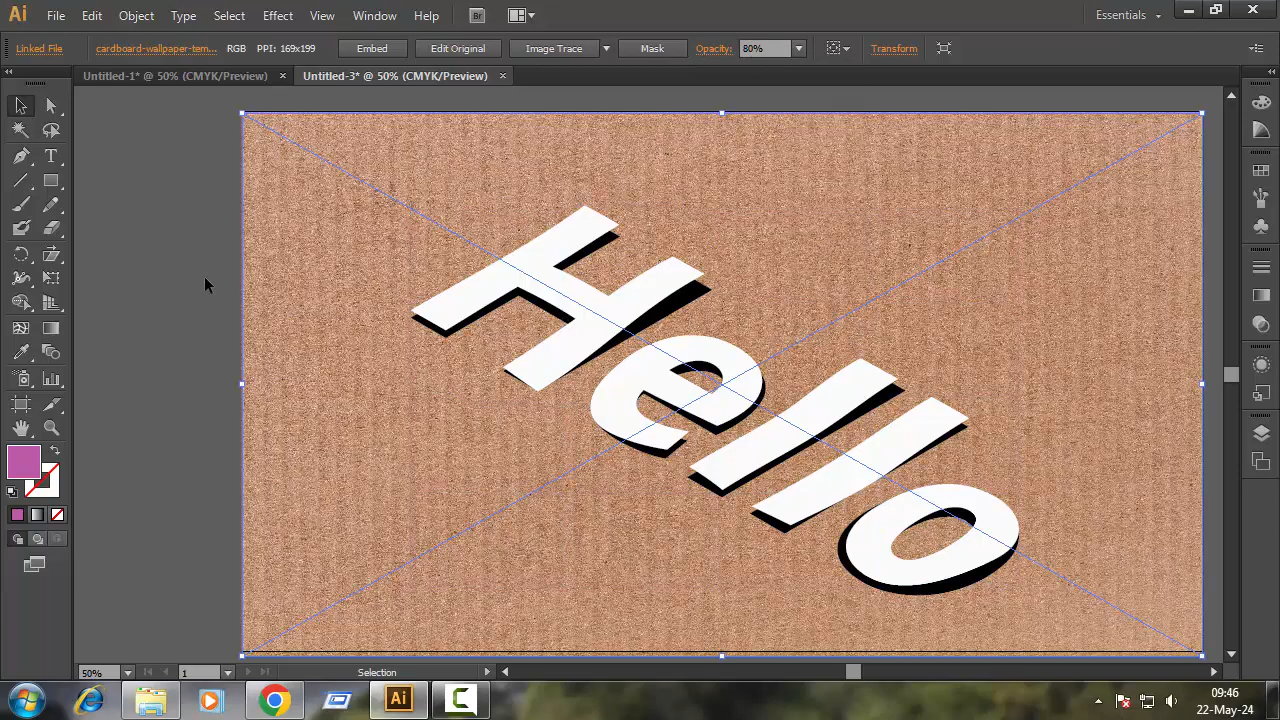 Ai File Edit Object Type Select Effect View Window Help Br Essentials
Linked File cardboard-wallpaper-tem... RGB PPI: 169x199 Embed Edit Original Image Trace Mask Opacity: 80% Transform
Untitled-1* @ 50% (CMYK/Preview) Untitled-3* @ 50% (CMYK/Preview)
T
Hello
50% 1 Selection
Ai C 09:46
22-May-24